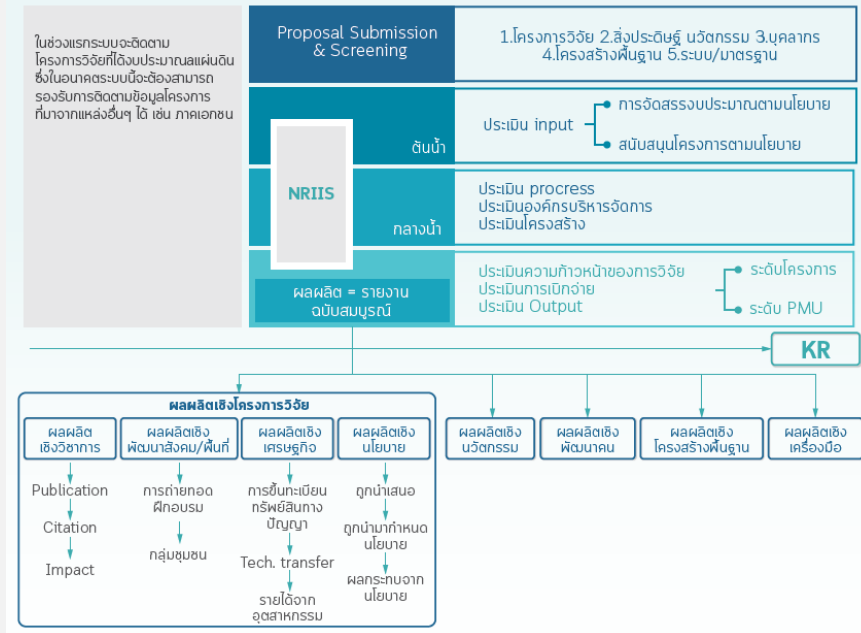 ในช่วงแรกระบบจะติดตาม
โครงการวิจัยที่ได้งบประมาณaแผ่นดิน
ซึ่งในอนาคตระบบนี้จะต้องสามารถ
รองรับการติดตามข้อมูลโครงการ
ที่มาจากแหล่งอื่นๆ ได้ เช่น ภาคเอกชน
Proposal Submission
& Screening
1.โครงการวิจัย 2.สิ่งประดิษฐ์ นวัตกรรม 3.บุคลากร
4.โครงสร้างพื้นฐาน 5.ระบบ/มาตรฐาน
NRIIS
ต้นน้ำ
ประเมิน input
การจัดสรรงบประมาณตามนโยบาย
สนับสนุนโครงการตามนโยบาย
กลางน้ำ
ประเมิน procress
ประเมินองค์กรบริหารจัดการ
ประเมินโครงสร้าง
ผลผลิต = รายงาน
ฉบับสมบูรณ์
ประเมินความก้าวหน้าของการวิจัย
ประเมินการเบิกจ่าย
ประเมิน Output
ระดับโครงการ
ระดับ PMU
KR
ผลผลิตเชิงโครงการวิจัย
ผลผลิต
เชิงวิชาการ
Publication
Citation
Impact
ผลผลิตเชิง
พัฒนาสังคม/พื้นที่
การถ่ายทอด
ฝึกอบรม
กลุ่มชุมชน
ผลผลิตเชิง
เศรษฐกิจ
การขึ้นทะเบียน
ทรัพย์สินทาง
ปัญญา
Tech. transfer
รายได้จาก
อุตสาหกรรม
ผลผลิตเชิง
นโยบาย
ถูกนำเสนอ
ถูกนำมากำหนด
นโยบาย
ผลกระทบจาก
นโยบาย
ผลผลิตเชิง
นวัตกรรม
ผลผลิตเชิง
พัฒนาคน
ผลผลิตเชิง
โครงสร้างพื้นฐาน
ผลผลิตเชิง
เครื่องมือ